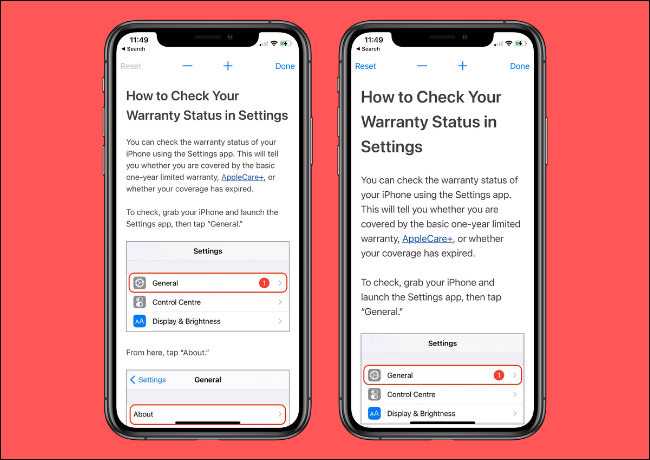 11:49
Search
Reset
Done
How to Check Your
Warranty Status in Settings
You can check the warranty status of your
iPhone using the Settings app. This will tell
you whether you are covered by the basic
one-year limited warranty, AppleCare+, or
whether your coverage has expired.
To check, grab your iPhone and launch the
Settings app, then tap "General."
Settings
General 1
Control Centre
AA Display & Brightness
From here, tap "About."
Settings General
About
11:49
Search
Reset
Done
How to Check Your
Warranty Status in
Settings
You can check the warranty status of
your iPhone using the Settings app.
This will tell you whether you are
covered by the basic one-year limited
warranty, AppleCare+, or whether
your coverage has expired.
To check, grab your iPhone and
launch the Settings app, then tap
"General."
Settings
General 1
Control Centre
AA Display & Brightness